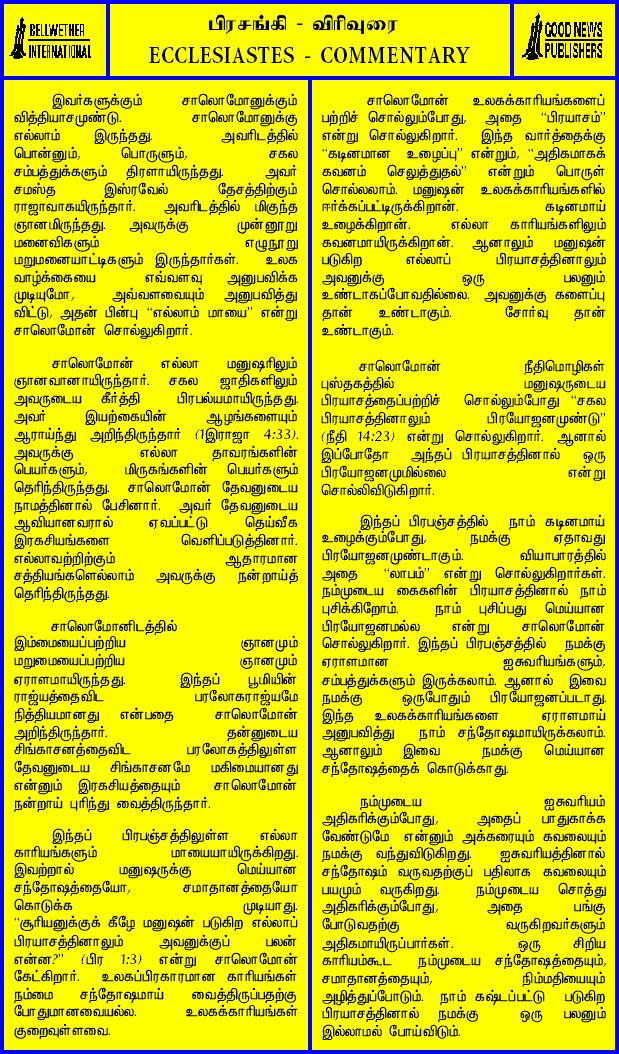 BELLWETHER
INTERNATIONAL
பிரசங்கி - விரிவுரை
ECCLESIASTES - COMMENTARY
GOOD NEWS
PUBLISHERS
இவர்களுக்கும் சாலொமோனுக்கும்
வித்தியாசமுண்டு. சாலொமோனுக்கு
எல்லாம் இருந்தது. அவரிடத்தில்
பொன்னும், பொருளும், சகல
சம்பத்துக்களும் திரளாயிருந்தது. அவர்
சமஸ்த இஸ்ரவேல் தேசத்திற்கும்
ராஜாவாகயிருந்தார். அவரிடத்தில் மிகுந்த
ஞானமிருந்தது. அவருக்கு முன்னூறு
மனைவிகளும் எழுநூறு
மறுமனையாட்டிகளும் இருந்தார்கள். உலக
வாழ்க்கையை எவ்வளவு அனுபவிக்க
முடியுமோ, அவ்வளவையும் அனுபவித்து
விட்டு, அதன் பின்பு “எல்லாம் மாயை” என்று
சாலொமோன் சொல்லுகிறார்.
சாலொமோன் எல்லா மனுஷரிலும்
ஞானவானாயிருந்தார். சகல ஜாதிகளிலும்
அவருடைய கீர்த்தி பிரபல்யமாயிருந்தது.
அவர் இயற்கையின் ஆழங்களையும்
ஆராய்ந்து அறிந்திருந்தார் (1இராஜா 4:33).
அவருக்கு எல்லா தாவரங்களின்
பெயர்களும், மிருகங்களின் பெயர்களும்
தெரிந்திருந்தது. சாலொமோன் தேவனுடைய
நாமத்தினால் பேசினார். அவர் தேவனுடைய
ஆவியானவரால் ஏவப்பட்டு தெய்வீக
இரகசியங்களை வெளிப்படுத்தினார்.
எல்லாவற்றிற்கும் ஆதாரமான
சத்தியங்களெல்லாம் அவருக்கு நன்றாய்த்
தெரிந்திருந்தது.
சாலொமோனிடத்தில்
இம்மையைப்பற்றிய ஞானமும்
மறுமையைப்பற்றிய ஞானமும்
ஏராளமாயிருந்தது. இந்தப் பூமியின்
ராஜ்யத்தைவிட பரலோகராஜ்யமே
நித்தியமானது என்பதை சாலொமோன்
அறிந்திருந்தார். தன்னுடைய
சிங்காசனத்தைவிட பரலோகத்திலுள்ள
தேவனுடைய சிங்காசனமே மகிமையானது
என்னும் இரகசியத்தையும் சாலொமோன்
நன்றாய் புரிந்து வைத்திருந்தார்.
இந்தப் பிரபஞ்சத்திலுள்ள எல்லா
காரியங்களும் மாயையாயிருக்கிறது.
இவற்றால் மனுஷருக்கு மெய்யான
சந்தோஷத்தையோ, சமாதானத்தையோ
கொடுக்க முடியாது.
“சூரியனுக்குக் கீழே மனுஷன் படுகிற எல்லாப்
பிரயாசத்தினாலும் அவனுக்குப் பலன்
என்ன?” (பிர 1:3) என்று சாலொமோன்
கேட்கிறார். உலகப்பிரகாரமான காரியங்கள்
நம்மை சந்தோஷமாய் வைத்திருப்பதற்கு
போதுமானவையல்ல. உலகக்காரியங்கள்
குறைவுள்ளவை.
சாலொமோன் உலகக்காரியங்களைப்
பற்றிச் சொல்லும்போது, அதை “பிரயாசம்”
என்று சொல்லுகிறார். இந்த வார்த்தைக்கு
“கடினமான உழைப்பு” என்றும், “அதிகமாகக்
கவனம் செலுத்துதல்” என்றும் பொருள்
சொல்லலாம். மனுஷன் உலகக்காரியங்களில்
ஈர்க்கப்பட்டிருக்கிறான். கடினமாய்
உழைக்கிறான். எல்லா காரியங்களிலும்
கவனமாயிருக்கிறான். ஆனாலும் மனுஷன்
படுகிற எல்லாப் பிரயாசத்தினாலும்
அவனுக்கு ஒரு பலனும்
உண்டாகப்போவதில்லை. அவனுக்கு களைப்பு
தான் உண்டாகும். சோர்வு தான்
உண்டாகும்.
சாலொமோன் நீதிமொழிகள்
புஸ்தகத்தில் மனுஷருடைய
பிரயாசத்தைப்பற்றிச் சொல்லும்போது “சகல
பிரயாசத்தினாலும் பிரயோஜனமுண்டு”
(நீதி 14:23) என்று சொல்லுகிறார். ஆனால்
இப்போதோ அந்தப் பிரயாசத்தினால் ஒரு
பிரயோஜனமுமில்லை என்று
சொல்லிவிடுகிறார்.
இந்தப் பிரபஞ்சத்தில் நாம் கடினமாய்
உழைக்கும்போது, நமக்கு ஏதாவது
பிரயோஜனமுண்டாகும். வியாபாரத்தில்
அதை “லாபம்” என்று சொல்லுகிறார்கள்.
நம்முடைய கைகளின் பிரயாசத்தினால் நாம்
புசிக்கிறோம். நாம் புசிப்பது மெய்யான
பிரயோஜனமல்ல என்று சாலொமோன்
சொல்லுகிறார். இந்தப் பிரபஞ்சத்தில் நமக்கு
ஏராளமான ஐசுவரியங்களும்,
சம்பத்துக்களும் இருக்கலாம். ஆனால் இவை
நமக்கு ஒருபோதும் பிரயோஜனப்படாது.
இந்த உலகக்காரியங்களை ஏராளமாய்
அனுபவித்து நாம் சந்தோஷமாயிருக்கலாம்.
ஆனாலும் இவை நமக்கு மெய்யான
சந்தோஷத்தைக் கொடுக்காது.
நம்முடைய ஐசுவரியம்
அதிகரிக்கும்போது, அதைப் பாதுகாக்க
வேண்டுமே என்னும் அக்கரையும் கவலையும்
நமக்கு வந்துவிடுகிறது. ஐசுவரியத்தினால்
சந்தோஷம் வருவதற்குப் பதிலாக கவலையும்
பயமும் வருகிறது. நம்முடைய சொத்து
அதிகரிக்கும்போது, அதை பங்கு
போடுவதற்கு வருகிறவர்களும்
அதிகமாயிருப்பார்கள். ஒரு சிறிய
காரியம்கூட நம்முடைய சந்தோஷத்தையும்,
சமாதானத்தையும், நிம்மதியையும்
அழித்துப்போடும். நாம் கஷ்டப்பட்டு படுகிற
பிரயாசத்தினால் நமக்கு ஒரு பலனும்
இல்லாமல் போய்விடும்.